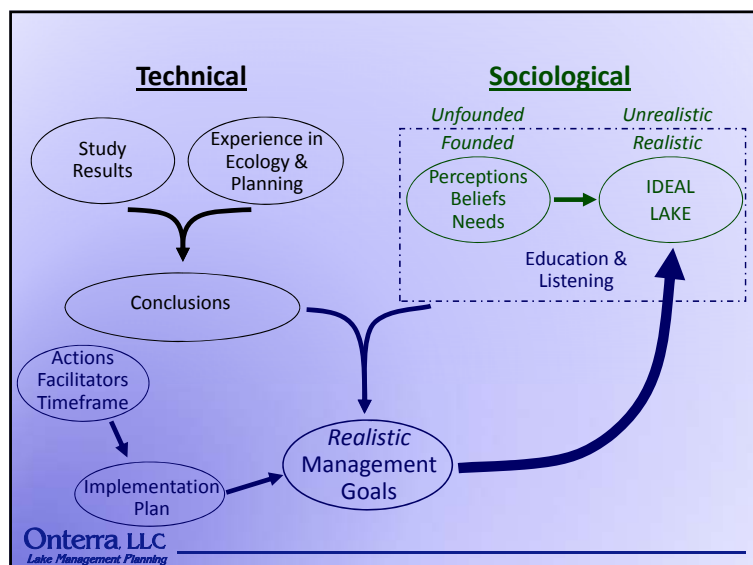 Technical
Sociological
Unfounded
Unrealistic
Founded
Realistic
Study
Results
Experience in
Ecology &
Planning
Perceptions
Beliefs
Needs
IDEAL
LAKE
Education &
Listening
Conclusions
Actions
Facilitators
Timeframe
Realistic
Management
Goals
Implementation
Plan
Onterra, LLC
Lake Management Planning